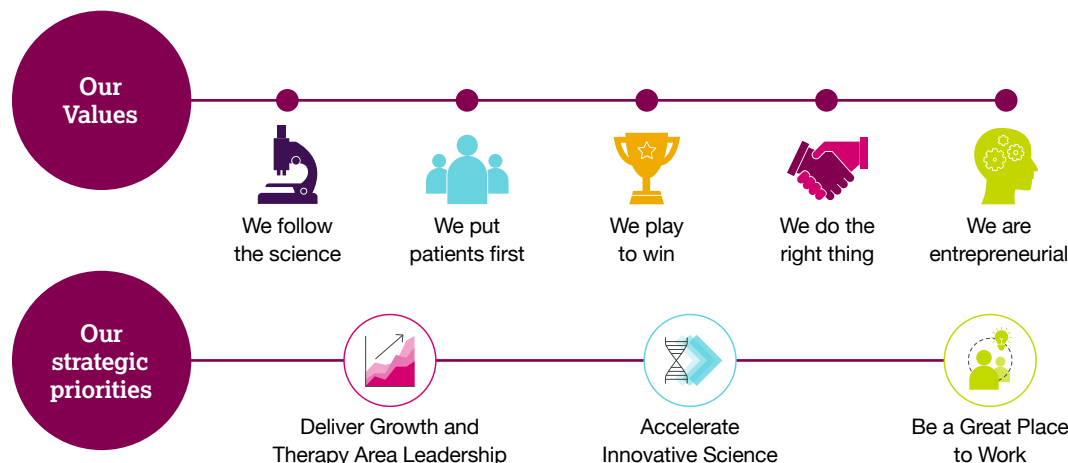 Our
Values
We follow
the science
We put
patients first
We play
to win
We do the
right thing
We are
entrepreneurial
Our
strategic
priorities
Deliver Growth and
Therapy Area Leadership
Accelerate
Innovative Science
Be a Great Place
to Work